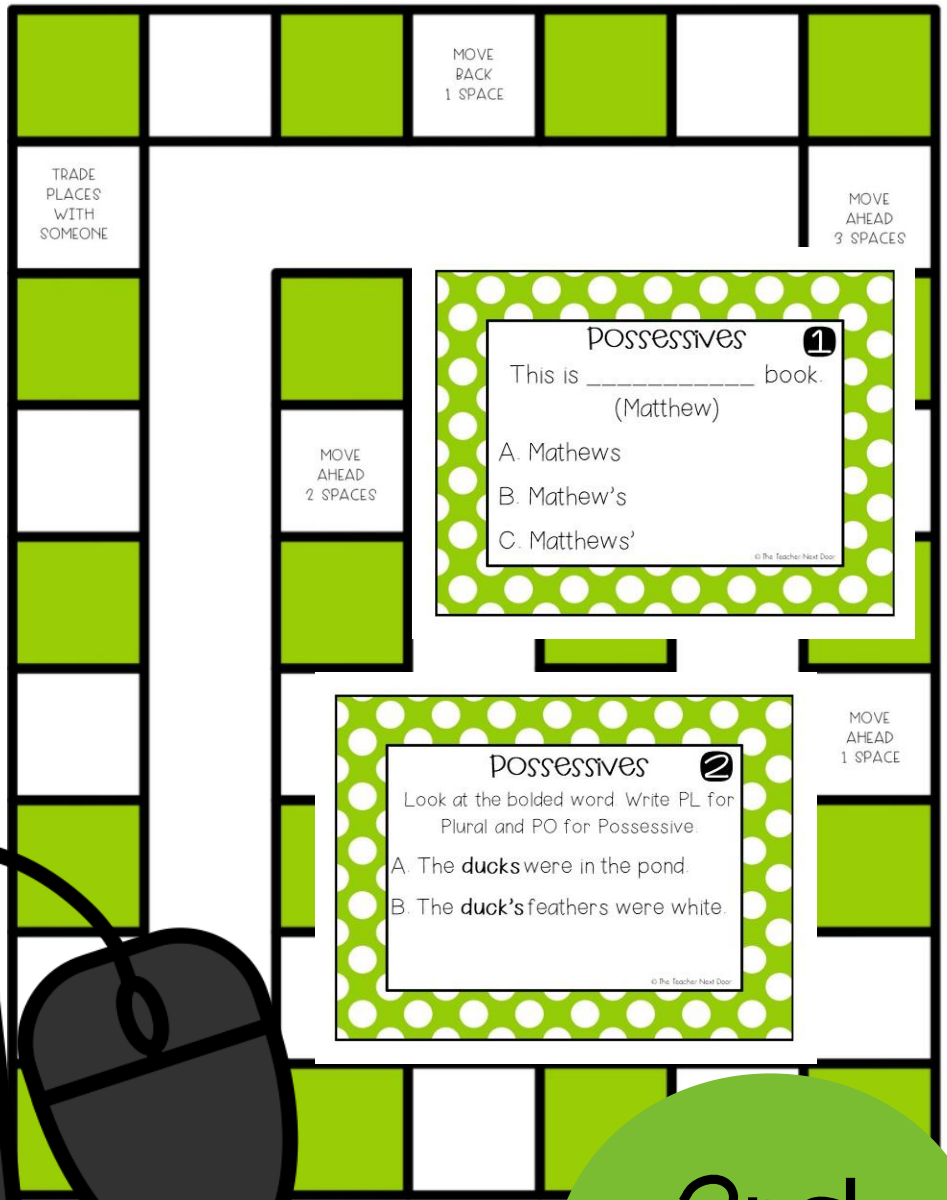 MOVE
BACK
1 SPACE
TRADE
PLACES
WITH
SOMEONE
MOVE
AHEAD
3 SPACES
Possessives 1
This is ___________ book.
(Matthew)
A. Mathews
B. Mathew's
C. Matthews'
© The Teacher Next Door
MOVE
AHEAD
2 SPACES
MOVE
AHEAD
1 SPACE
Possessives 2
Look at the bolded word. Write PL for
Plural and PO for Possessive.
A. The ducks were in the pond.
B. The duck's feathers were white.
© The Teacher Next Door